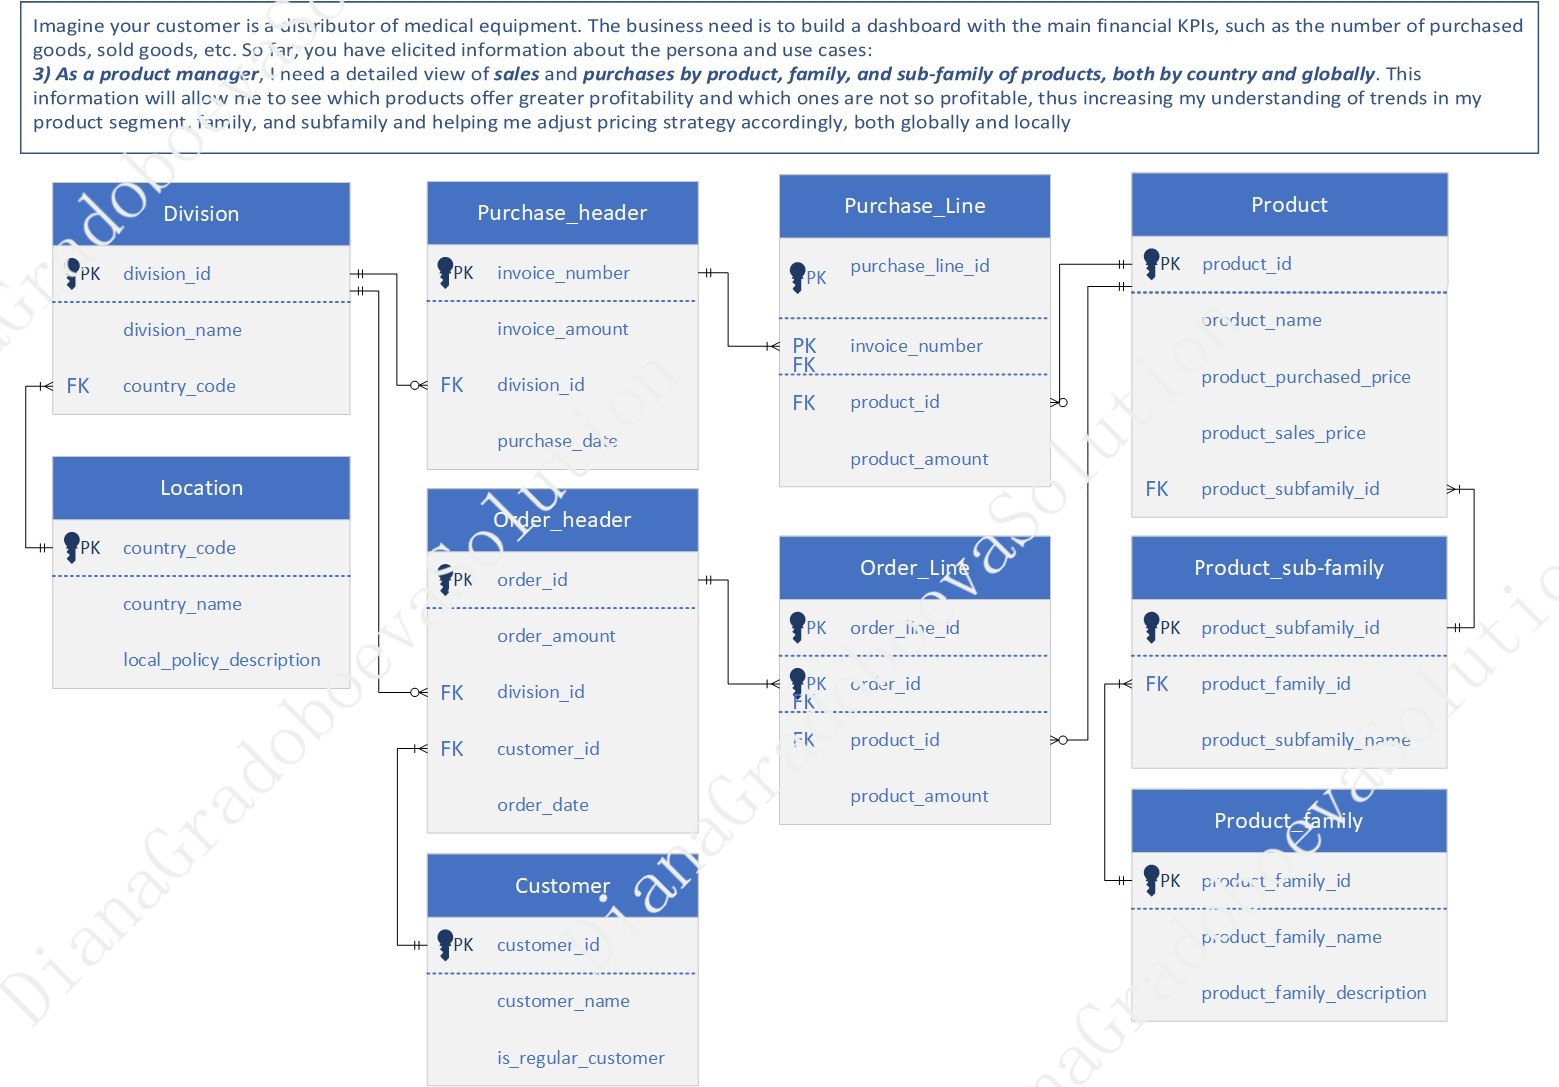 Imagine your customer is a distributor of medical equipment. The business need is to build a dashboard with the main financial KPIs, such as the number of purchased
goods, sold goods, etc. So far, you have elicited information about the persona and use cases:
3) As a product manager, I need a detailed view of sales and purchases by product, family, and sub-family of products, both by country and globally. This
information will allow me to see which products offer greater profitability and which ones are not so profitable, thus increasing my understanding of trends in my
product segment, family, and subfamily and helping me adjust pricing strategy accordingly, both globally and locally
Division
PK division_id
division_name
FK country_code
Location
PK country_code
country_name
local_policy_description
Purchase_header
PK invoice_number
invoice_amount
FK division_id
purchase_date
Order_header
PK order_id
order_amount
FK division_id
FK customer_id
order_date
Customer
PK customer_id
customer_name
is_regular_customer
Purchase_Line
PK purchase_line_id
PK invoice_number
FK
FK product_id
product_amount
Order_Line
PK order_line_id
PK order_id
FK
FK product_id
product_amount
Product
PK product_id
product_name
product_purchased_price
product_sales_price
FK product_subfamily_id
Product_sub-family
PK product_subfamily_id
FK product_family_id
product_subfamily_name
Product_family
PK product_family_id
product_family_name
product_family_description
DianaGradoboevaSolution
DianaGradoboevaSolution